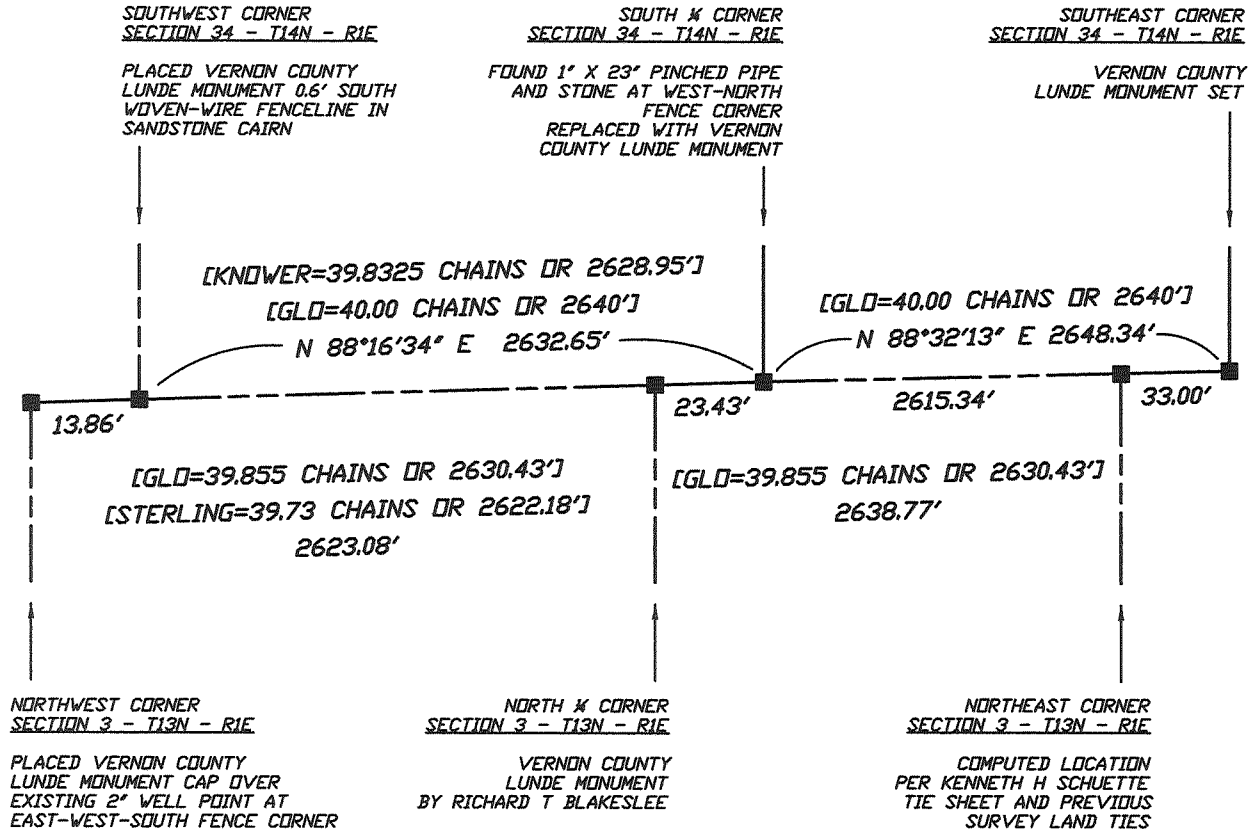 SOUTHWEST CORNER
SECTION 34 - T14N - R1E
PLACED VERNON COUNTY
LUNDE MONUMENT 0.6' SOUTH
WOVEN-WIRE FENCELINE IN
SANDSTONE CAIRN
SOUTH ¼ CORNER
SECTION 34 - T14N - R1E
FOUND 1" X 23" PINCHED PIPE
AND STONE AT WEST-NORTH
FENCE CORNER
REPLACED WITH VERNON
COUNTY LUNDE MONUMENT
SOUTHEAST CORNER
SECTION 34 - T14N - R1E
VERNON COUNTY
LUNDE MONUMENT SET
[KNOWER=39.8325 CHAINS OR 2628.95']
[GLO=40.00 CHAINS OR 2640']
N 88°16'34" E 2632.65'
[GLO=40.00 CHAINS OR 2640']
N 88°32'13" E 2648.34'
13.86'
23.43'
2615.34'
33.00'
[GLO=39.855 CHAINS OR 2630.43']
[STERLING=39.73 CHAINS OR 2622.18']
2623.08'
[GLO=39.855 CHAINS OR 2630.43']
2638.77'
NORTHWEST CORNER
SECTION 3 - T13N - R1E
PLACED VERNON COUNTY
LUNDE MONUMENT CAP OVER
EXISTING 2" WELL POINT AT
EAST-WEST-SOUTH FENCE CORNER
NORTH ¼ CORNER
SECTION 3 - T13N - R1E
VERNON COUNTY
LUNDE MONUMENT
BY RICHARD T BLAKESLEE
NORTHEAST CORNER
SECTION 3 - T13N - R1E
COMPUTED LOCATION
PER KENNETH H SCHUETTE
TIE SHEET AND PREVIOUS
SURVEY LAND TIES